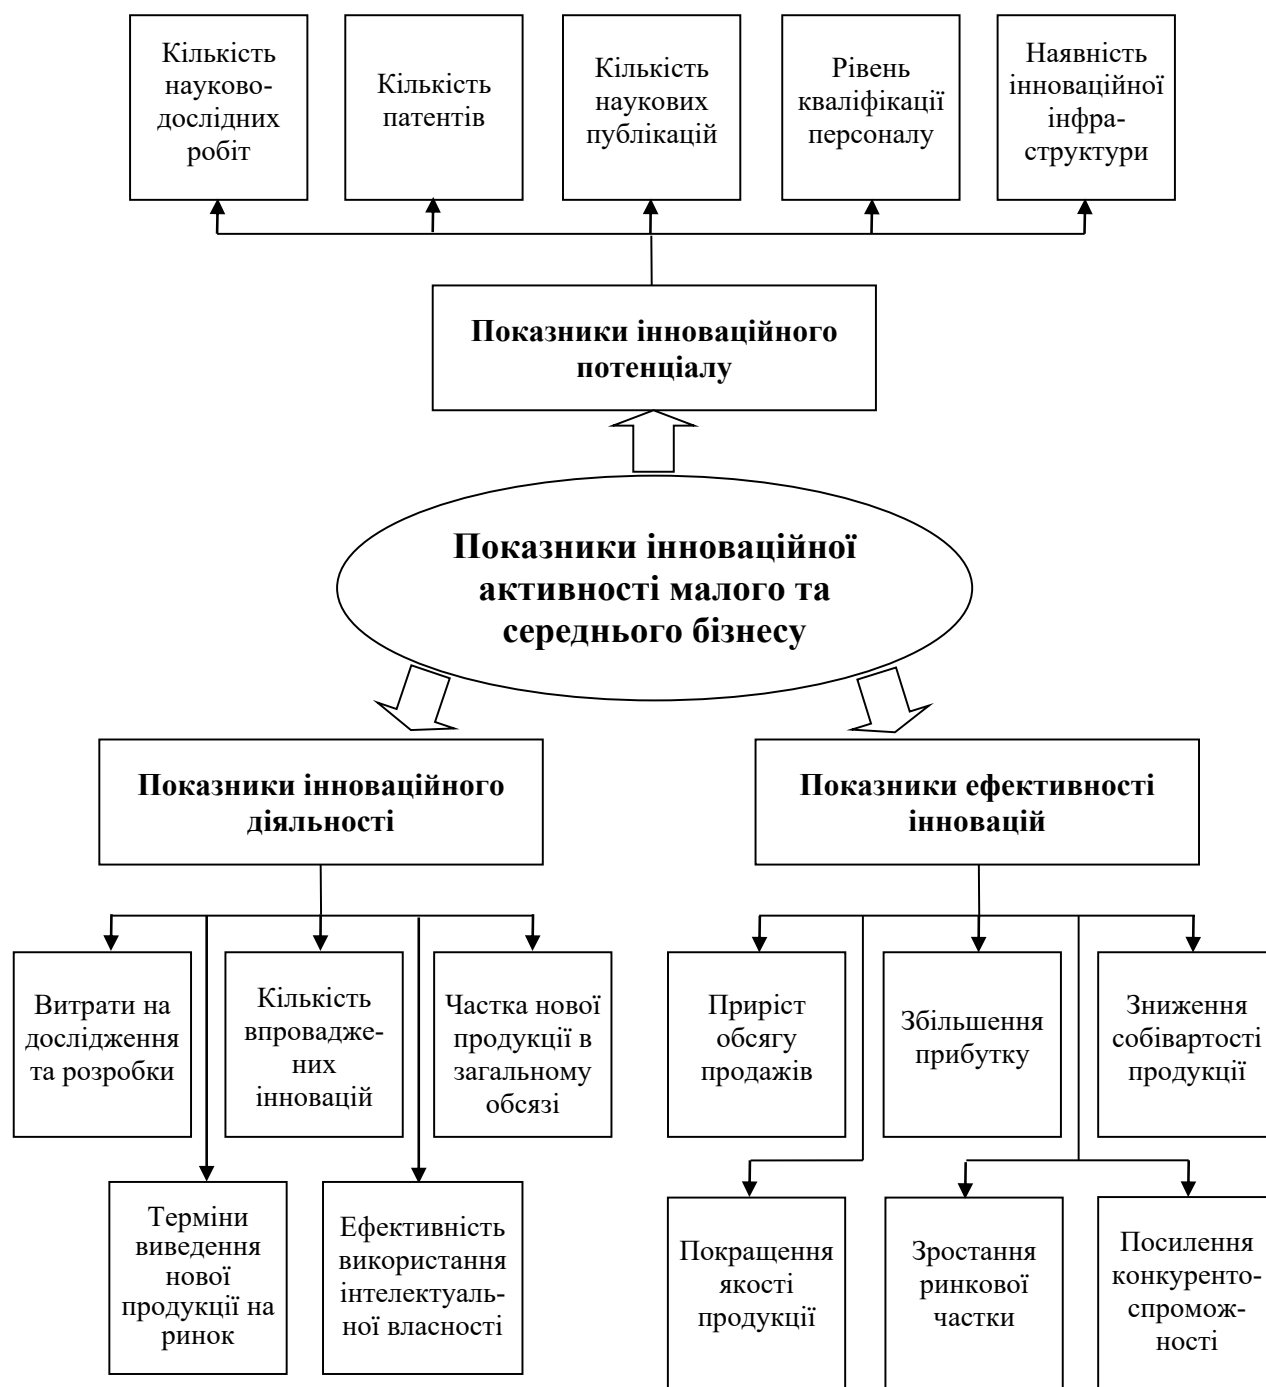 Кількість
науково-
дослідних
робіт
Кількість
патентів
Кількість
наукових
публікацій
Рівень
кваліфікації
персоналу
Наявність
інноваційної
інфра-
структури
Показники інноваційного
потенціалу
Показники інноваційної
активності малого та
середнього бізнесу
Показники інноваційного
діяльності
Показники ефективності
інновацій
Витрати на
дослідження
та розробки
Кількість
впровадже-
них
інновацій
Частка нової
продукції в
загальному
обсязі
Приріст
обсягу
продажів
Збільшення
прибутку
Зниження
собівартості
продукції
Терміни
виведення
нової
продукції на
ринок
Ефективність
використання
інтелектуаль-
ної власності
Покращення
якості
продукції
Зростання
ринкової
частки
Посилення
конкуренто-
спромож-
ності